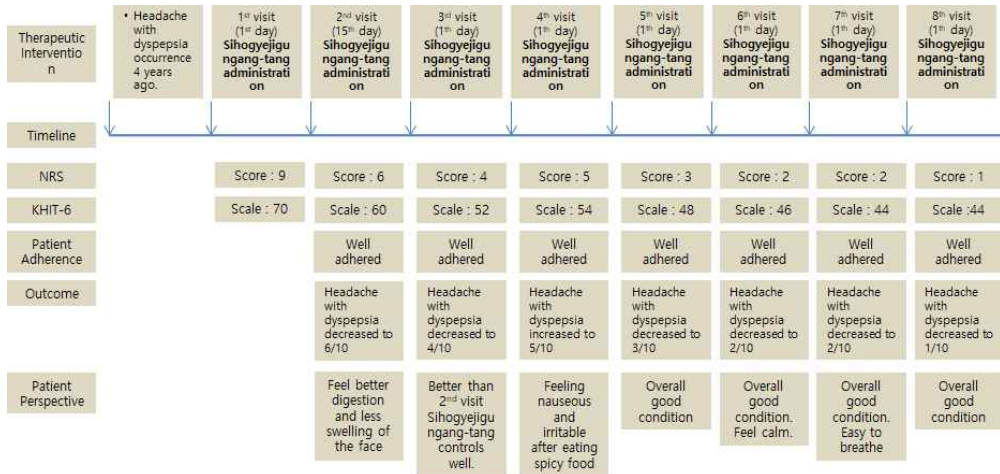 Therapeutic
Interventio
n
• Headache
with
dyspepsia
occurrence
4 years
ago.
1st visit
(1st day)
Sihogyejigu
ngang-tang
administrati
on
2nd visit
(15th day)
Sihogyejigu
ngang-tang
administrati
on
3rd visit
(1th day)
Sihogyejigu
ngang-tang
administrati
on
4th visit
(1th day)
Sihogyejigu
ngang-tang
administrati
on
5th visit
(1th day)
Sihogyejigu
ngang-tang
administrati
on
6th visit
(1th day)
Sihogyejigu
ngang-tang
administrati
on
7th visit
(1th day)
Sihogyejigu
ngang-tang
administrati
on
8th visit
(1th day)
Sihogyejigu
ngang-tang
administrati
on
Timeline
NRS
Score : 9
Score : 6
Score : 4
Score : 5
Score : 3
Score : 2
Score : 2
Score : 1
KHIT-6
Scale : 70
Scale : 60
Scale : 52
Scale : 54
Scale : 48
Scale : 46
Scale : 44
Scale :44
Patient
Adherence
Well
adhered
Well
adhered
Well
adhered
Well
adhered
Well
adhered
Well
adhered
Well
adhered
Outcome
Headache
with
dyspepsia
decreased to
6/10
Headache
with
dyspepsia
decreased to
4/10
Headache
with
dyspepsia
increased to
5/10
Headache
with
dyspepsia
decreased to
3/10
Headache
with
dyspepsia
decreased to
2/10
Headache
with
dyspepsia
decreased to
2/10
Headache
with
dyspepsia
decreased to
1/10
Patient
Perspective
Feel better
digestion
and less
swelling of
the face
Better than
2nd visit
Sihogyejigu
ngang-tang
controls
well.
Feeling
nauseous
and
irritable
after eating
spicy food
Overall
good
condition
Overall
good
condition.
Feel calm.
Overall
good
condition.
Easy to
breathe
Overall
good
condition